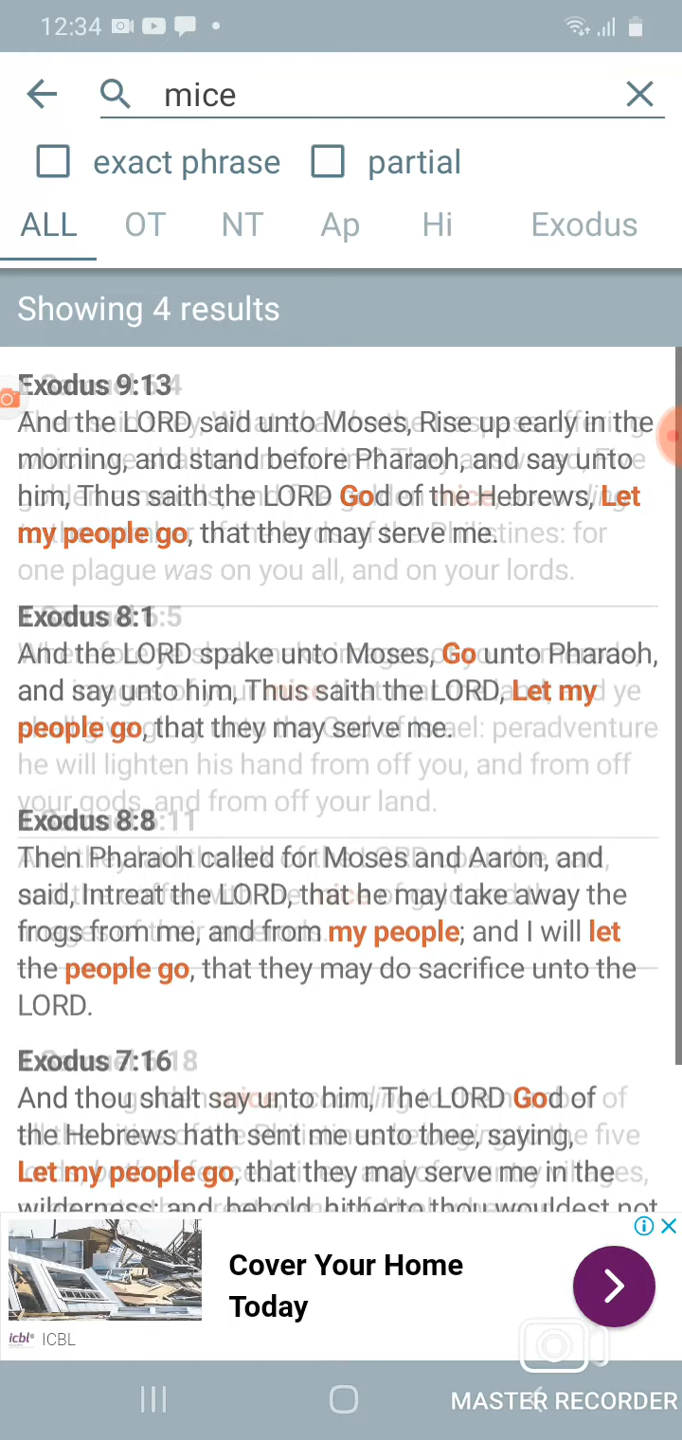 12:34
mice
exact phrase partial
ALL OT NT Ap Hi Exodus
Showing 4 results
Exodus 9:13
And the LORD said unto Moses, Rise up early in the
morning, and stand before Pharaoh, and say unto
him, Thus saith the LORD God of the Hebrews, Let
my people go, that they may serve me.
one plague was on you all, and on your lords.
Exodus 8:1
And the LORD spake unto Moses, Go unto Pharaoh,
and say unto him, Thus saith the LORD, Let my
people go, that they may serve me.
he will lighten his hand from off you, and from off
your gods, and from off your land.
Exodus 8:8
Then Pharaoh called for Moses and Aaron, and
said, Intreat the LORD, that he may take away the
frogs from me, and from my people; and I will let
the people go, that they may do sacrifice unto the
LORD.
Exodus 7:16
And thou shalt say unto him, The LORD God of
the Hebrews hath sent me unto thee, saying,
Let my people go, that they may serve me in the
wilderness: and, behold, hitherto thou wouldest not
Cover Your Home
Today
icbl ICBL
MASTER RECORDER